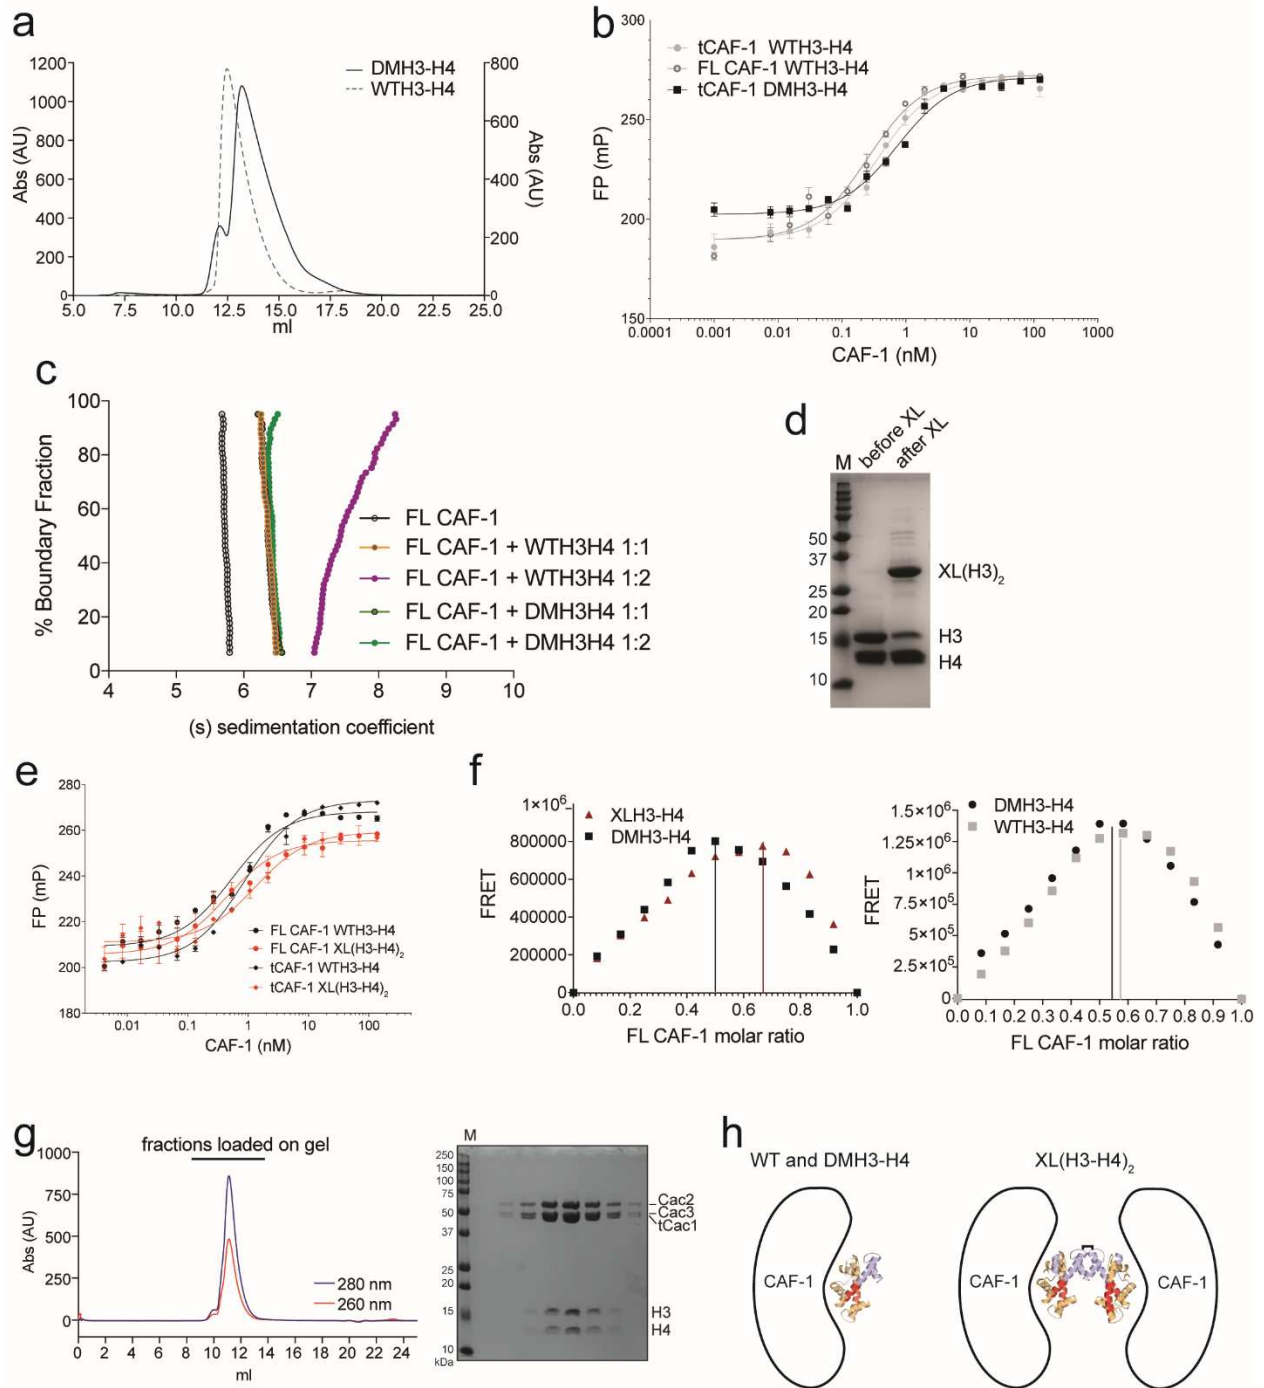 a
DMH3-H4
WTH3-H4
1200
1000
800
600
400
200
0
Abs (AU)
800
600
400
200
0
Abs (AU)
5.0 7.5 10.0 12.5 15.0 17.5 20.0 22.5 25.0
ml
b
tCAF-1 WTH3-H4
FL CAF-1 WTH3-H4
tCAF-1 DMH3-H4
300
250
200
150
FP (mP)
0.0001 0.001 0.01 0.1 1 10 100 1000
CAF-1 (nM)
c
100
80
60
40
20
0
% Boundary Fraction
FL CAF-1
FL CAF-1 + WTH3H4 1:1
FL CAF-1 + WTH3H4 1:2
FL CAF-1 + DMH3H4 1:1
FL CAF-1 + DMH3H4 1:2
4 5 6 7 8 9 10
(s) sedimentation coefficient
d
M before XL after XL
50
37
25
20
15
10
XL(H3)2
H3
H4
e
280
260
240
220
200
180
FP (mP)
FL CAF-1 WTH3-H4
FL CAF-1 XL(H3-H4)2
tCAF-1 WTH3-H4
tCAF-1 XL(H3-H4)2
0.01 0.1 1 10 100
CAF-1 (nM)
f
1×10⁶
800000
600000
400000
200000
0
FRET
XLH3-H4
DMH3-H4
0.0 0.2 0.4 0.6 0.8 1.0
FL CAF-1 molar ratio
1.5×10⁶
1.0×10⁶
7.5×10⁵
5.0×10⁵
2.5×10⁵
0
FRET
DMH3-H4
WTH3-H4
0.0 0.1 0.2 0.3 0.4 0.5 0.6 0.7 0.8 0.9 1.0
FL CAF-1 molar ratio
g
fractions loaded on gel
1000
750
500
250
0
Abs (AU)
280 nm
260 nm
0 2 4 6 8 10 12 14 16 18 20 22 24
ml
M
250
150
100
75
50
37
25
20
15
10
kDa
Cac2
Cac3
tCac1
H3
H4
h
WT and DMH3-H4
XL(H3-H4)2
CAF-1
CAF-1
CAF-1